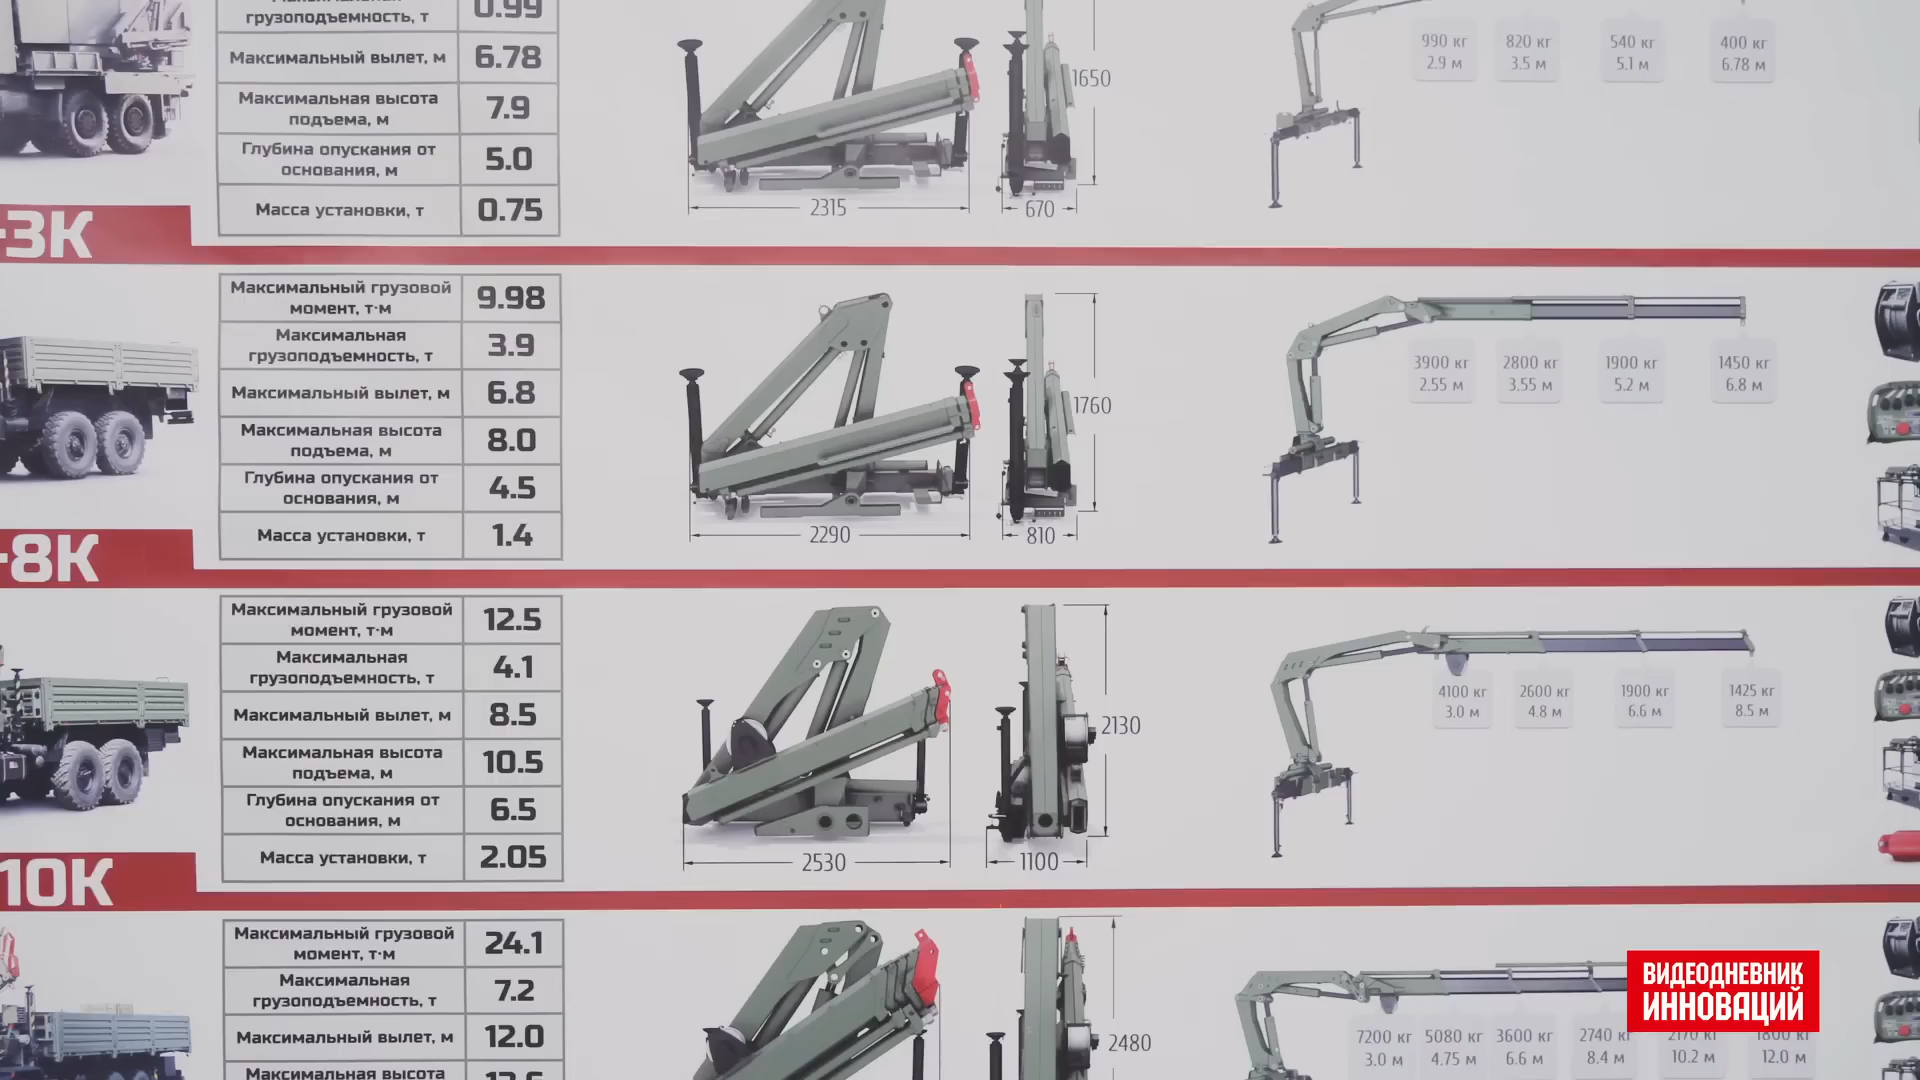 грузоподъемность, т 0.99
Максимальный вылет, м 6.78
Максимальная высота
подъема, м 7.9
Глубина опускания от
основания, м 5.0
Масса установки, т 0.75
1650
2315
670
990 кг 820 кг 540 кг 400 кг
2.9 м 3.5 м 5.1 м 6.78 м
-3К
Максимальный грузовой
момент, т·м 9.98
Максимальная
грузоподъемность, т 3.9
Максимальный вылет, м 6.8
Максимальная высота
подъема, м 8.0
Глубина опускания от
основания, м 4.5
Масса установки, т 1.4
1760
2290
810
3900 кг 2800 кг 1900 кг 1450 кг
2.55 м 3.55 м 5.2 м 6.8 м
-8К
Максимальный грузовой
момент, т·м 12.5
Максимальная
грузоподъемность, т 4.1
Максимальный вылет, м 8.5
Максимальная высота
подъема, м 10.5
Глубина опускания от
основания, м 6.5
Масса установки, т 2.05
2130
2530
1100
4100 кг 2600 кг 1900 кг 1425 кг
3.0 м 4.8 м 6.6 м 8.5 м
10К
Максимальный грузовой
момент, т·м 24.1
Максимальная
грузоподъемность, т 7.2
Максимальный вылет, м 12.0
Максимальная высота
2480
7200 кг 5080 кг 3600 кг 2740 кг 2170 кг 1800 кг
3.0 м 4.75 м 6.6 м 8.4 м 10.2 м 12.0 м
ВИДЕОДНЕВНИК
ИННОВАЦИЙ